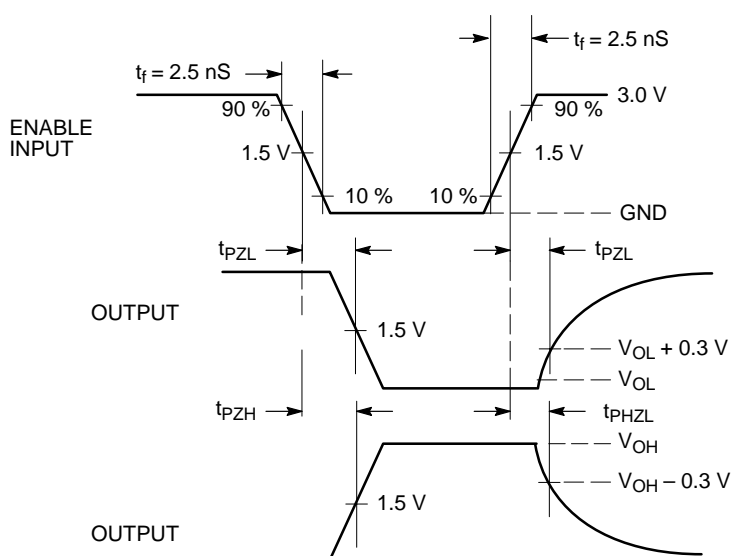 tf = 2.5 nS
tf = 2.5 nS
90 %
90 %
3.0 V
ENABLE
INPUT
1.5 V
1.5 V
10 %
10 %
GND
tPZL
tPZL
OUTPUT
1.5 V
VOL + 0.3 V
VOL
tPZH
tPHZL
VOH
VOH – 0.3 V
1.5 V
OUTPUT